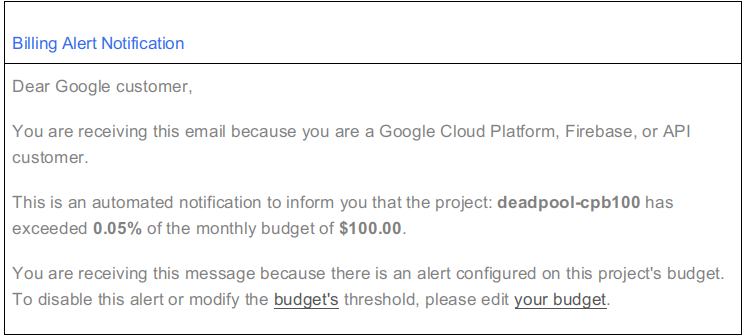 Billing Alert Notification
Dear Google customer,
You are receiving this email because you are a Google Cloud Platform, Firebase, or API
customer.
This is an automated notification to inform you that the project: deadpool-cpb100 has
exceeded 0.05% of the monthly budget of $100.00.
You are receiving this message because there is an alert configured on this project's budget.
To disable this alert or modify the budget's threshold, please edit your budget.